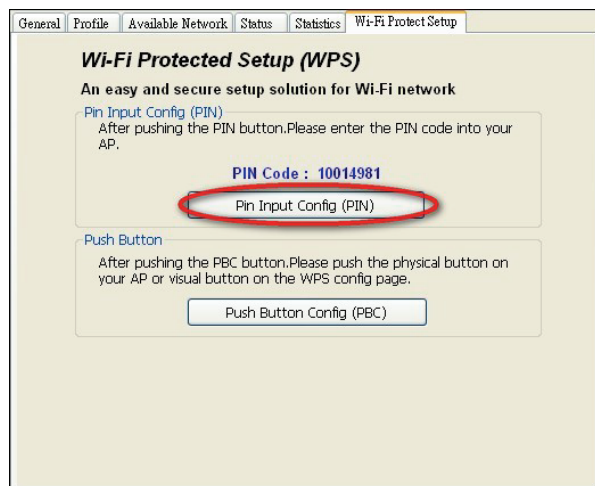 General Profile Available Network Status Statistics Wi-Fi Protect Setup
Wi-Fi Protected Setup (WPS)
An easy and secure setup solution for Wi-Fi network
Pin Input Config (PIN)
After pushing the PIN button.Please enter the PIN code into your
AP.
PIN Code : 10014981
Pin Input Config (PIN)
Push Button
After pushing the PBC button.Please push the physical button on
your AP or visual button on the WPS config page.
Push Button Config (PBC)